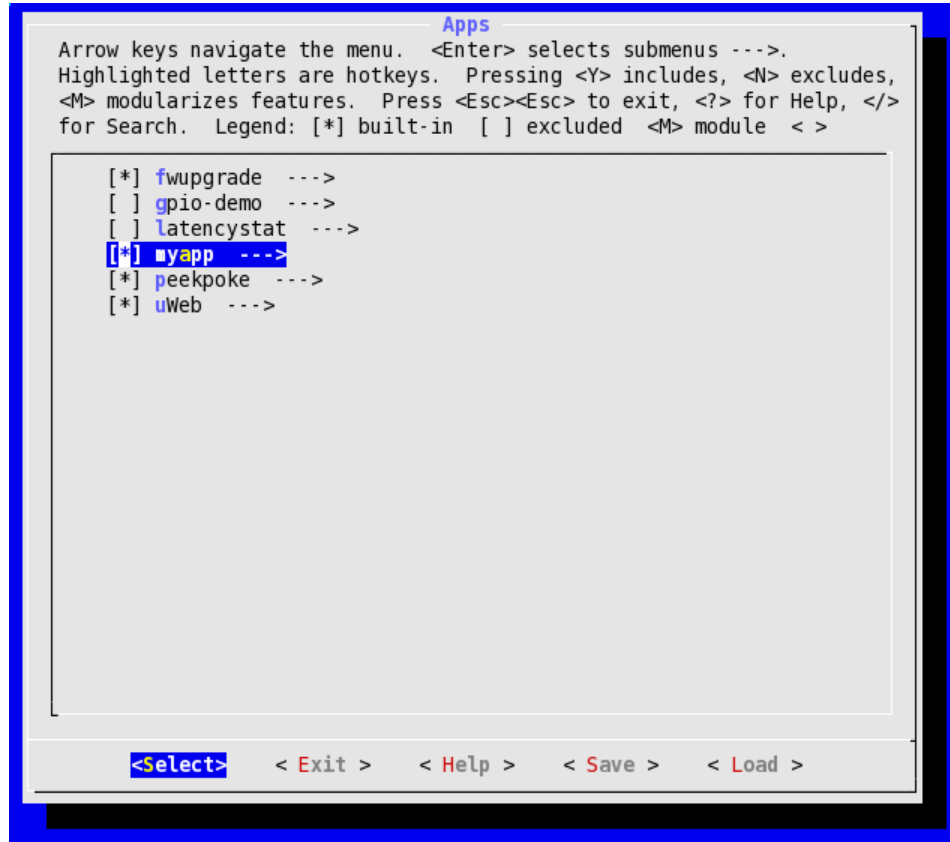 Apps
Arrow keys navigate the menu.  <Enter> selects submenus --->.
Highlighted letters are hotkeys.  Pressing <Y> includes, <N> excludes,
<M> modularizes features.  Press <Esc><Esc> to exit, <?> for Help, </>
for Search.  Legend: [*] built-in  [ ] excluded  <M> module  < >
[*] fwupgrade  --->
[ ] gpio-demo  --->
[ ] latencystat  --->
[*] myapp  --->
[*] peekpoke  --->
[*] uWeb  --->
<Select>    < Exit >    < Help >    < Save >    < Load >